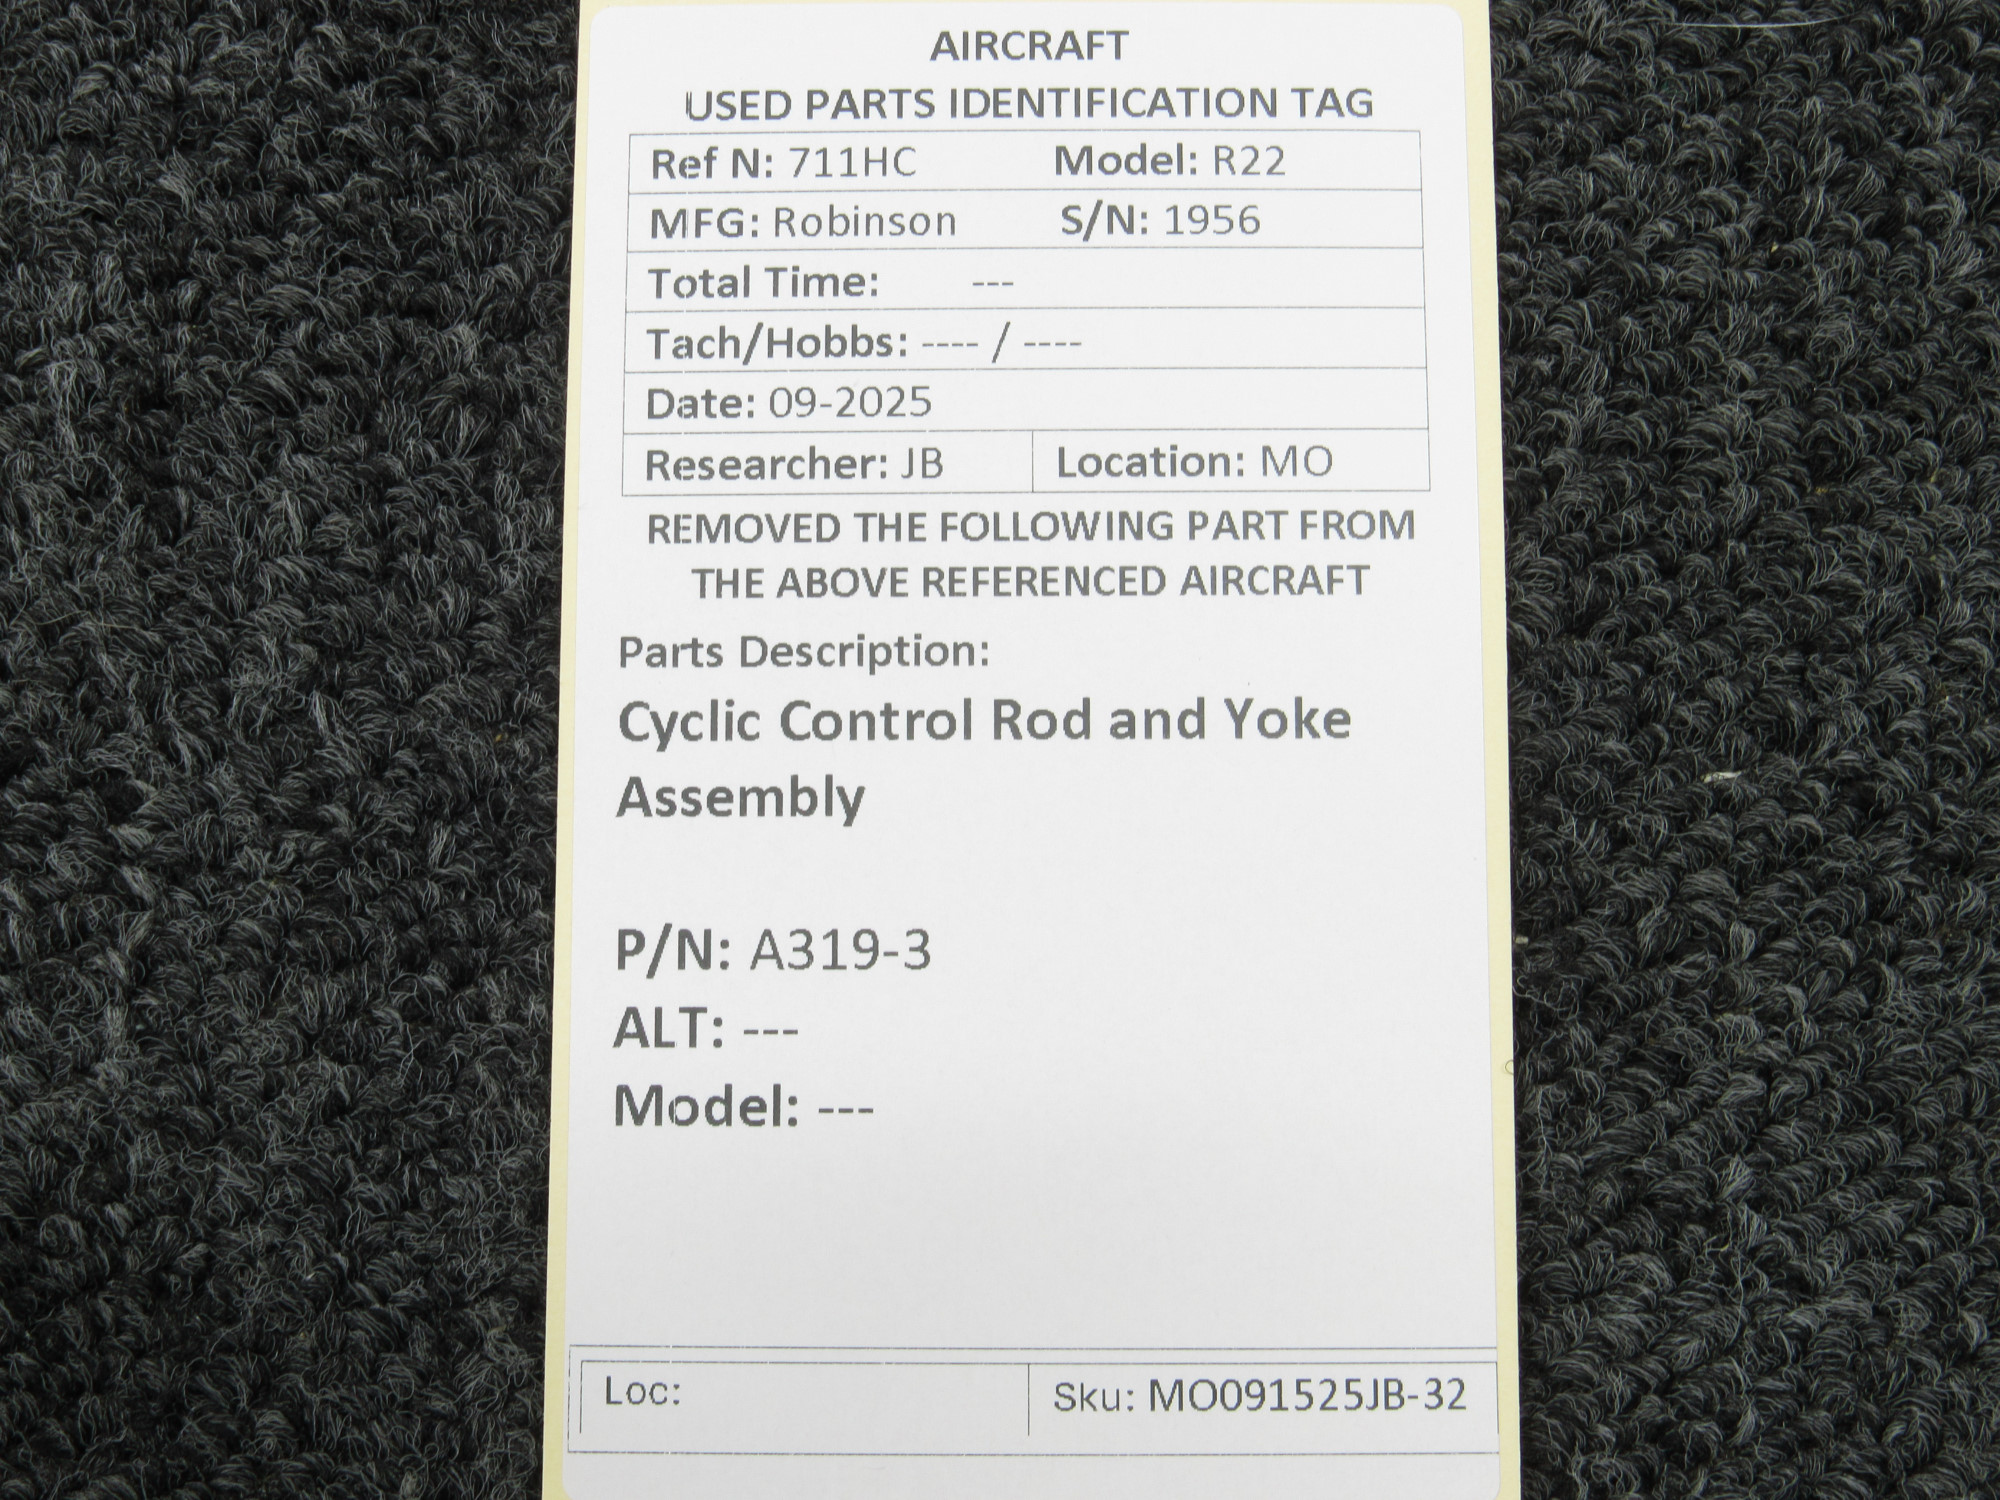 AIRCRAFT
USED PARTS IDENTIFICATION TAG
Ref N: 711HC Model: R22
MFG: Robinson S/N: 1956
Total Time: ---
Tach/Hobbs: ---- / ----
Date: 09-2025
Researcher: JB Location: MO
REMOVED THE FOLLOWING PART FROM
THE ABOVE REFERENCED AIRCRAFT
Parts Description:
Cyclic Control Rod and Yoke
Assembly
P/N: A319-3
ALT: ---
Model: ---
Loc: Sku: MO091525JB-32